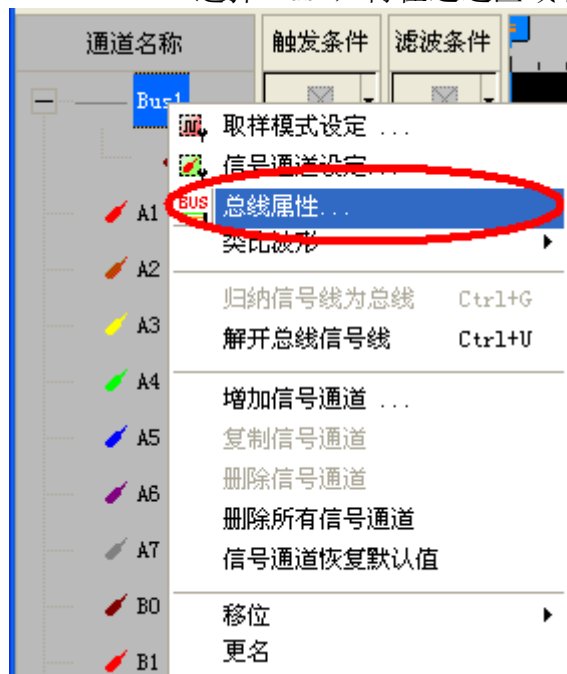 通道名称 触发条件 滤波条件
Bus1
取样模式设定 ...
信号通道设定...
BUS 总线属性...
A1
类比波形
A2
归纳信号线为总线 Ctrl+G
A3
解开总线信号线 Ctrl+U
A4
增加信号通道 ...
A5
复制信号通道
A6
删除信号通道
删除所有信号通道
A7
信号通道恢复默认值
B0
移位
更名
B1